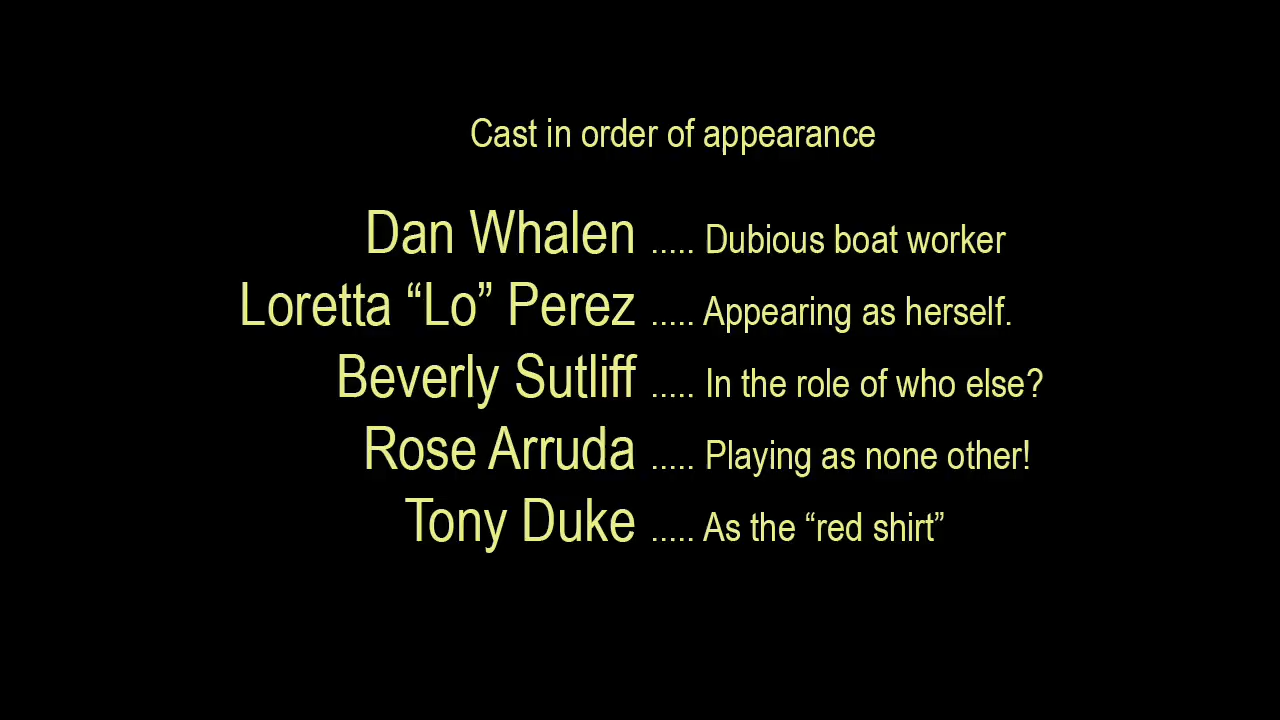 Cast in order of appearance
Dan Whalen ..... Dubious boat worker
Loretta “Lo” Perez ..... Appearing as herself.
Beverly Sutliff ..... In the role of who else?
Rose Arruda ..... Playing as none other!
Tony Duke ..... As the “red shirt”